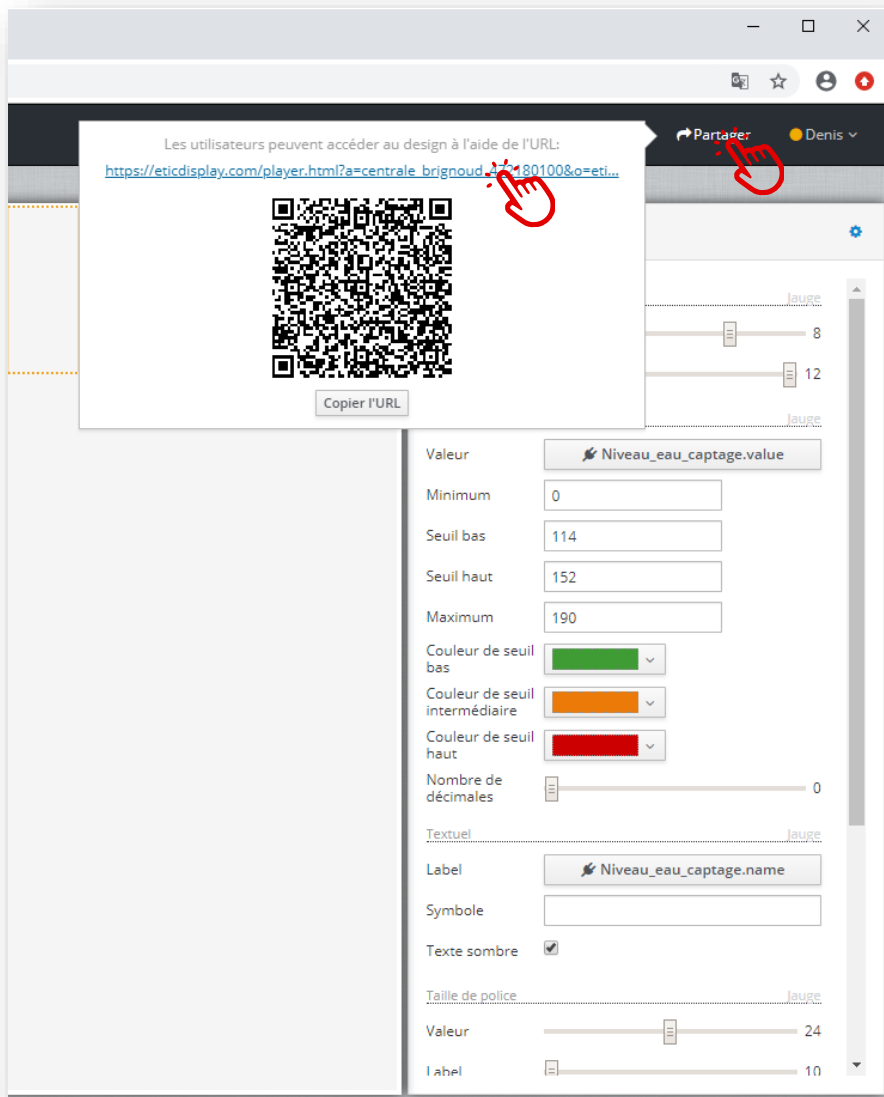 Partager
Denis
Les utilisateurs peuvent accéder au design à l'aide de l'URL:
https://eticdisplay.com/player.html?a=centrale_brignoud_472180100&o=eti...
Copier l'URL
Jauge
8
12
Jauge
Valeur Niveau_eau_captage.value
Minimum 0
Seuil bas 114
Seuil haut 152
Maximum 190
Couleur de seuil
bas
Couleur de seuil
intermédiaire
Couleur de seuil
haut
Nombre de
décimales 0
Textuel Jauge
Label Niveau_eau_captage.name
Symbole
Texte sombre
Taille de police Jauge
Valeur 24
Label 10